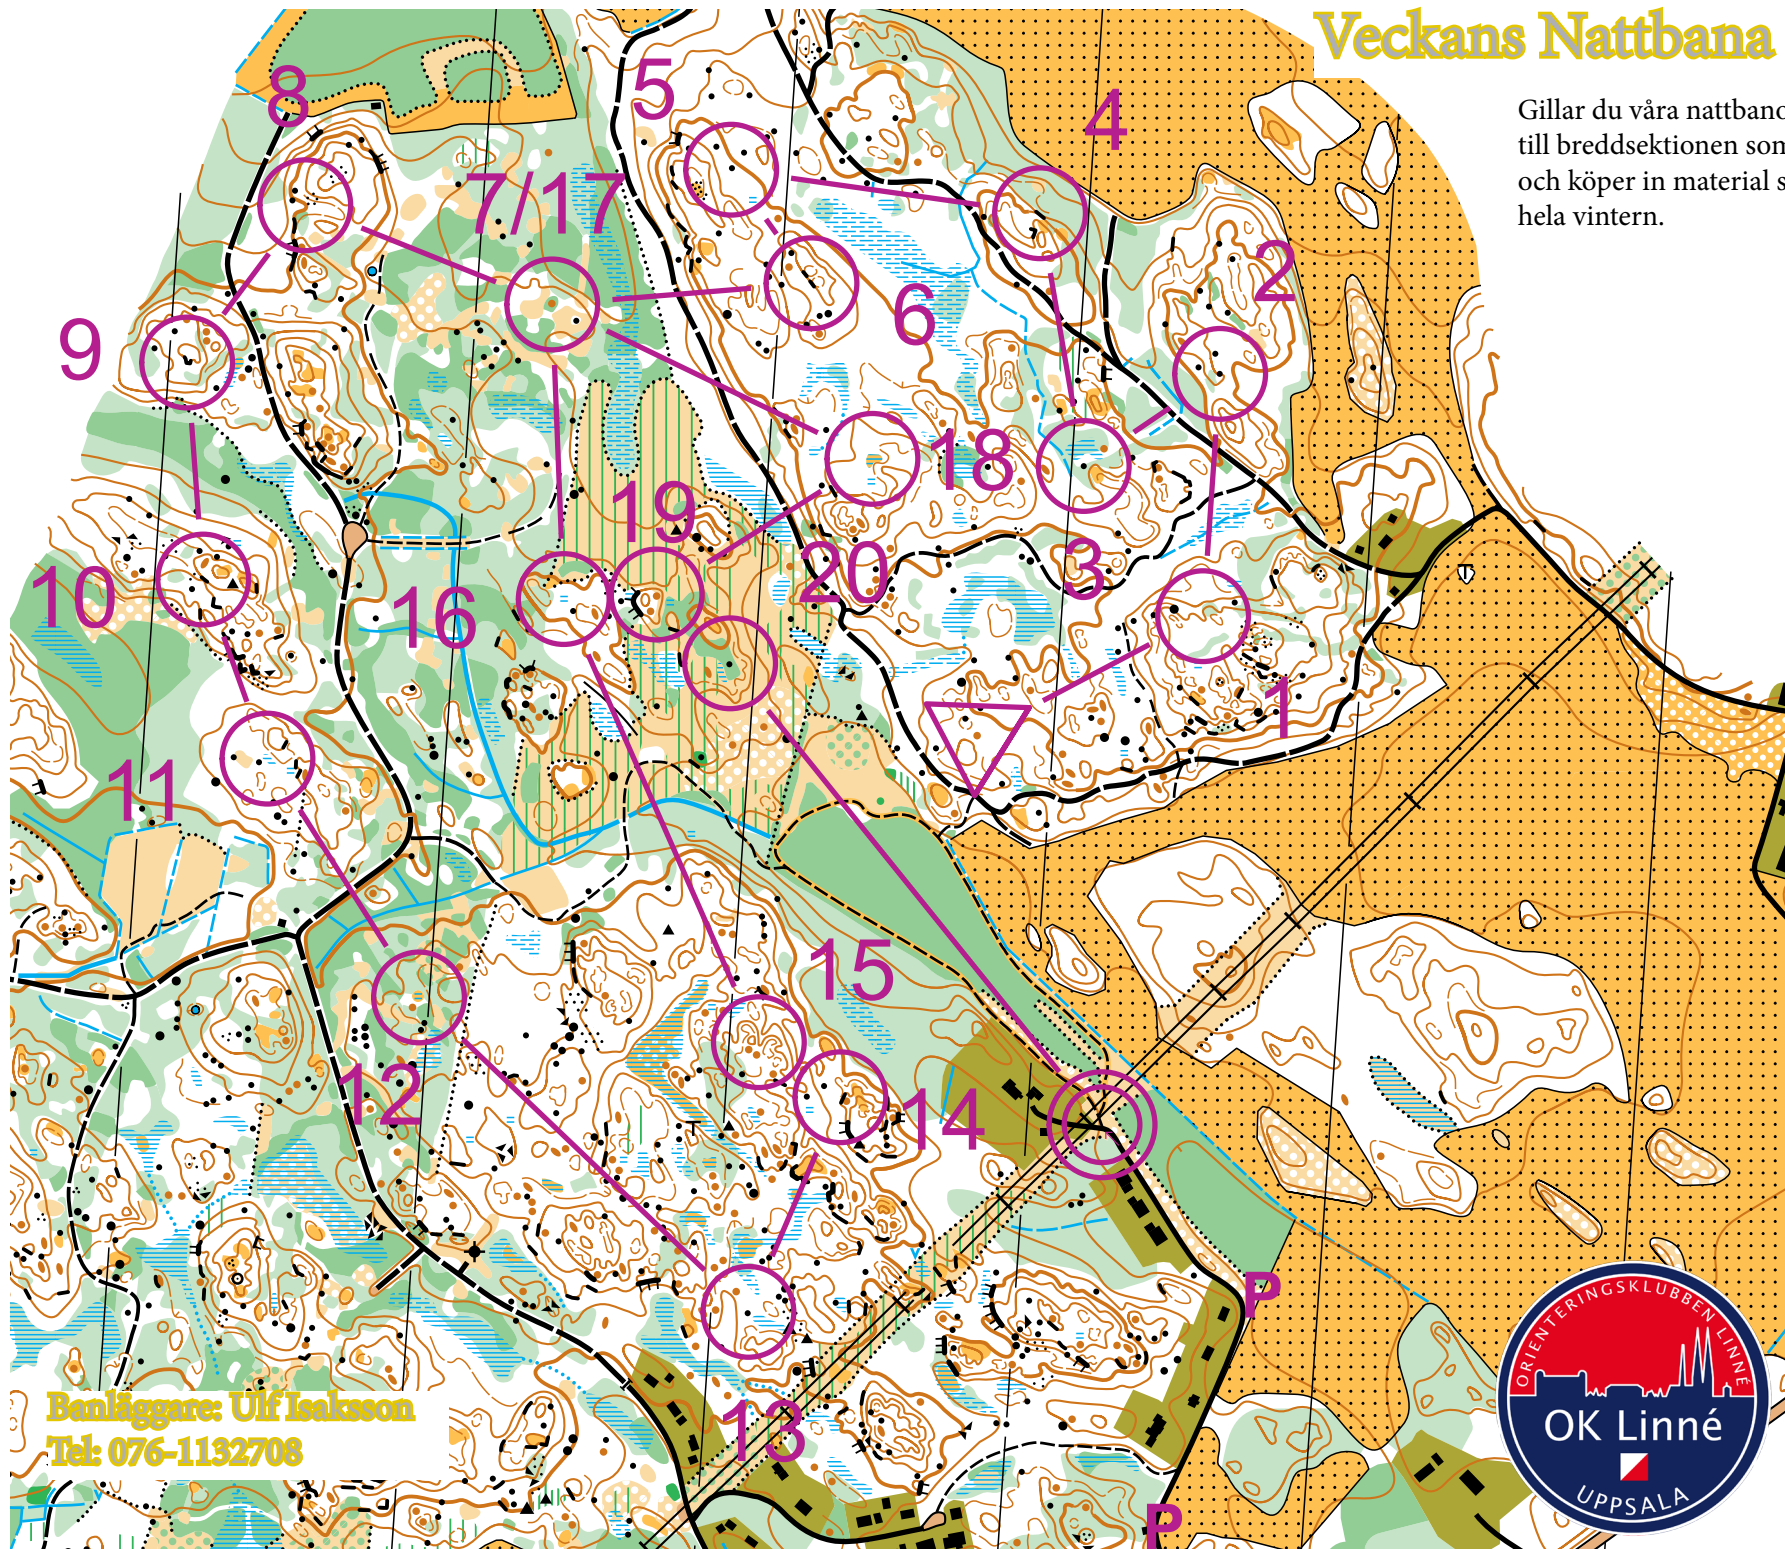 Veckans Nattbana
Gillar du våra nattbano
till breddsektionen som
och köper in material s
hela vintern.
8
5
4
7/17
2
6
9
18
19
20
3
10
16
1
11
15
12
14
P
13
P
Banläggare: Ulf Isaksson
Tel: 076-1132708
ORIENTERINGSKLUBBEN LINNÉ
OK Linné
UPPSALA